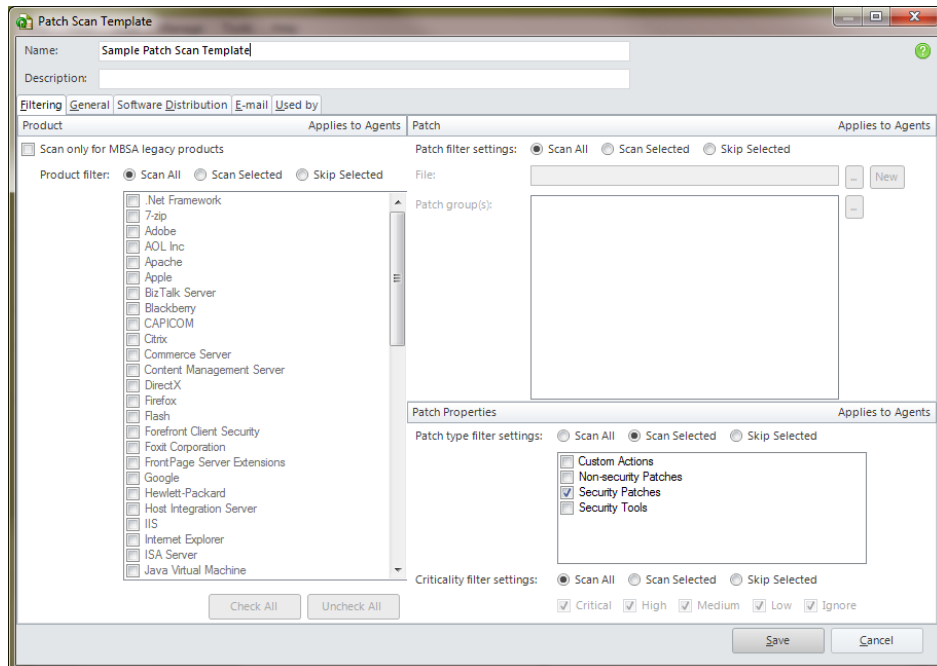 Patch Scan Template
Name: Sample Patch Scan Template
Description:
Filtering General Software Distribution E-mail Used by
Product Applies to Agents
Scan only for MBSA legacy products
Product filter: Scan All Scan Selected Skip Selected
.Net Framework
7-zip
Adobe
AOL Inc
Apache
Apple
BizTalk Server
Blackberry
CAPICOM
Citrix
Commerce Server
Content Management Server
DirectX
Firefox
Flash
Forefront Client Security
Foxit Corporation
FrontPage Server Extensions
Google
Hewlett-Packard
Host Integration Server
IIS
Internet Explorer
ISA Server
Java Virtual Machine
Check All Uncheck All
Patch Applies to Agents
Patch filter settings: Scan All Scan Selected Skip Selected
File: ... New
Patch group(s): ...
Patch Properties Applies to Agents
Patch type filter settings: Scan All Scan Selected Skip Selected
Custom Actions
Non-security Patches
Security Patches
Security Tools
Criticality filter settings: Scan All Scan Selected Skip Selected
Critical High Medium Low Ignore
Save Cancel